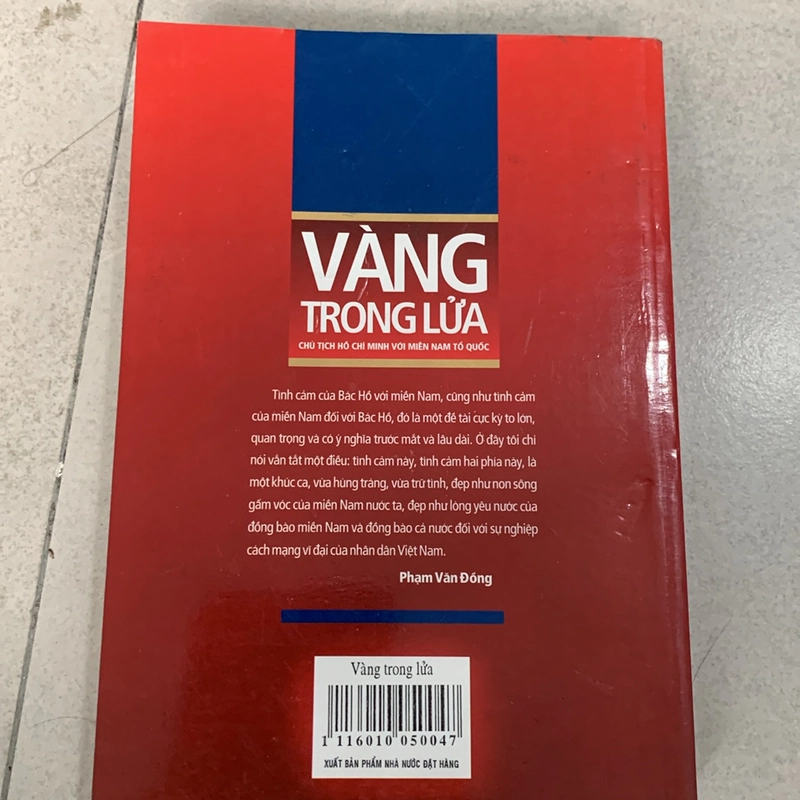 VÀNG
TRONG LỬA
CHỦ TỊCH HỒ CHÍ MINH VỚI MIỀN NAM TỔ QUỐC
Tình cảm của Bác Hồ với miền Nam, cũng như tình cảm
của miền Nam đối với Bác Hồ, đó là một đề tài cực kỳ to lớn,
quan trọng và có ý nghĩa trước mắt và lâu dài. Ở đây tôi chỉ
nói vắn tắt một điều: tình cảm này, tình cảm hai phía này, là
một khúc ca, vừa hùng tráng, vừa trữ tình, đẹp như non sông
gấm vóc của miền Nam nước ta, đẹp như lòng yêu nước của
đồng bào miền Nam và đồng bào cả nước đối với sự nghiệp
cách mạng vĩ đại của nhân dân Việt Nam.
Phạm Văn Đồng
Vàng trong lửa
1 116010 050047
XUẤT BẢN PHẨM NHÀ NƯỚC ĐẶT HÀNG